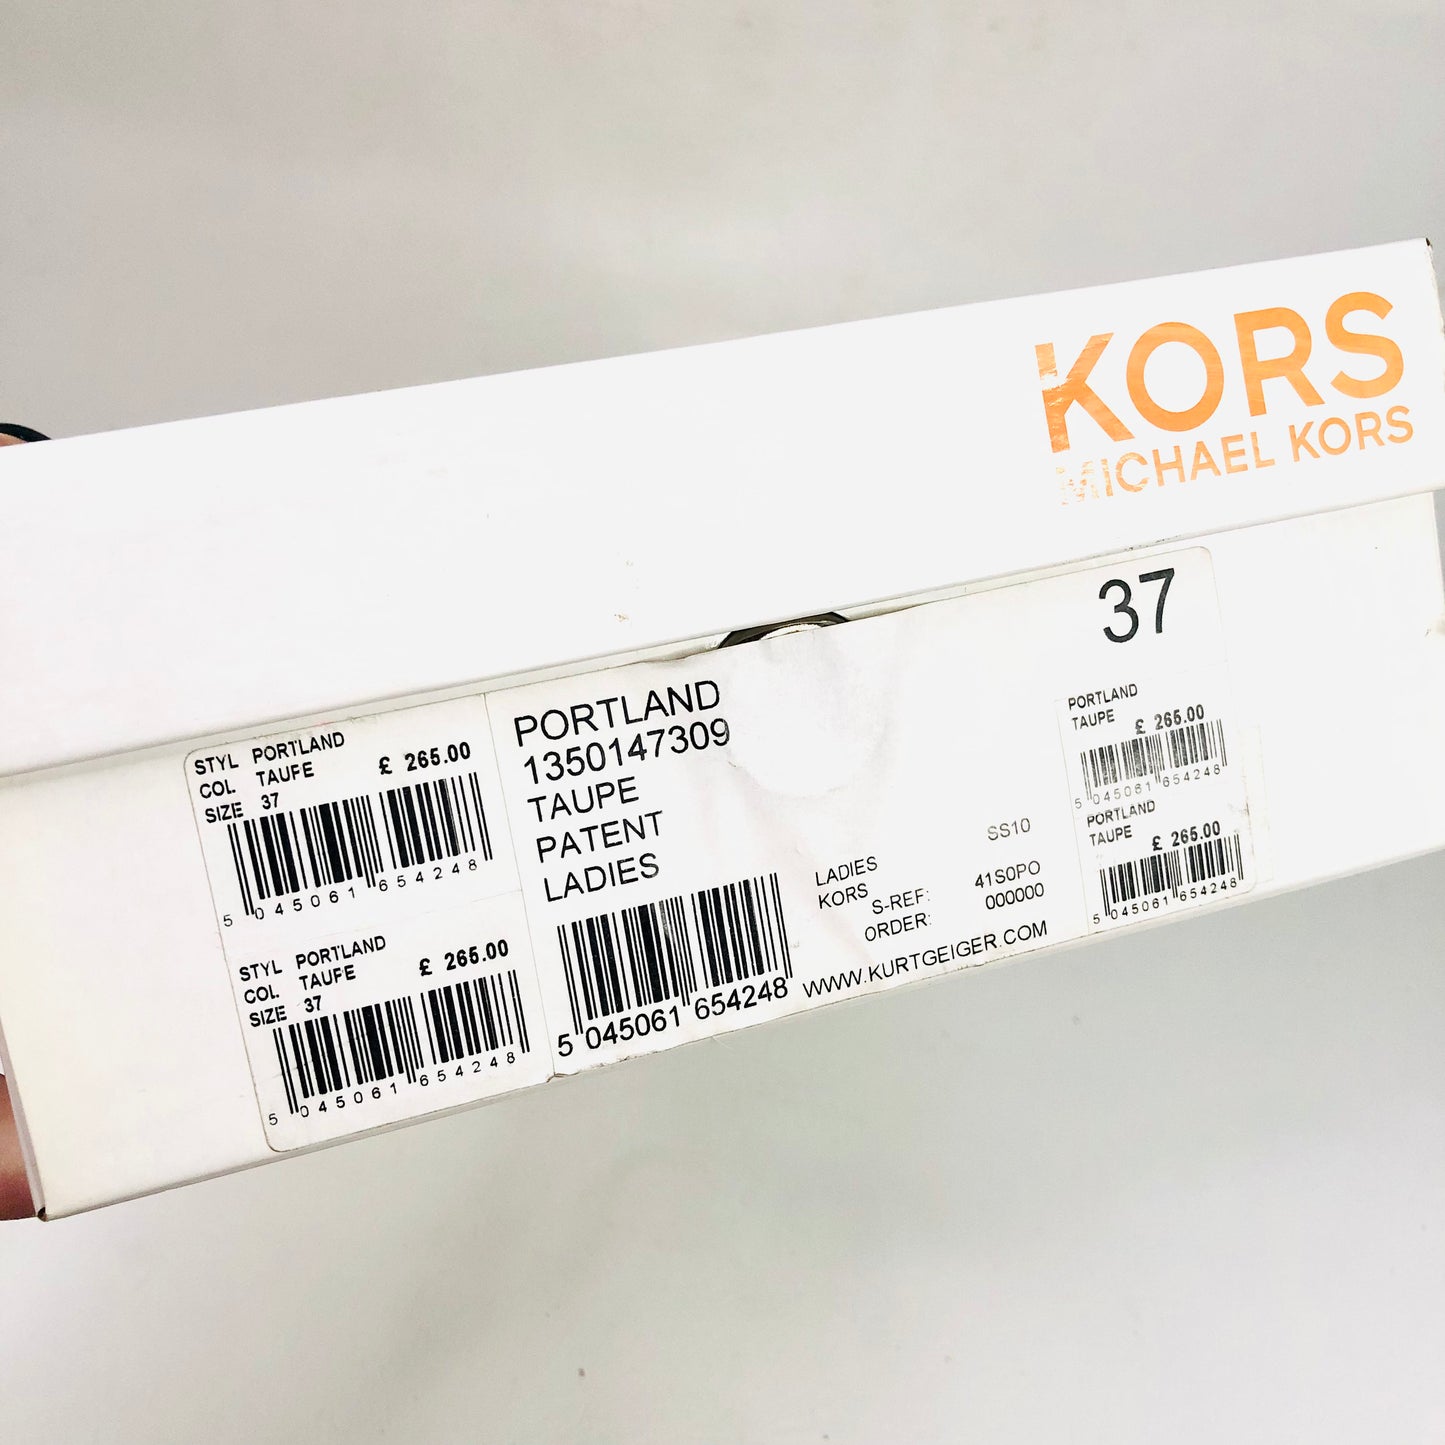 KORS
MICHAEL KORS
37
STYL PORTLAND
COL. TAUPE £ 265.00
SIZE 37
5 045061 654248
STYL PORTLAND
COL. TAUPE £ 265.00
SIZE 37
5 045061 654248
PORTLAND
1350147309
TAUPE
PATENT
LADIES
5 045061 654248
SS10
LADIES
KORS
S-REF: 41S0PO
ORDER: 000000
WWW.KURTGEIGER.COM
PORTLAND
TAUPE £ 265.00
5 045061 654248
PORTLAND
TAUPE £ 265.00
5 045061 654248